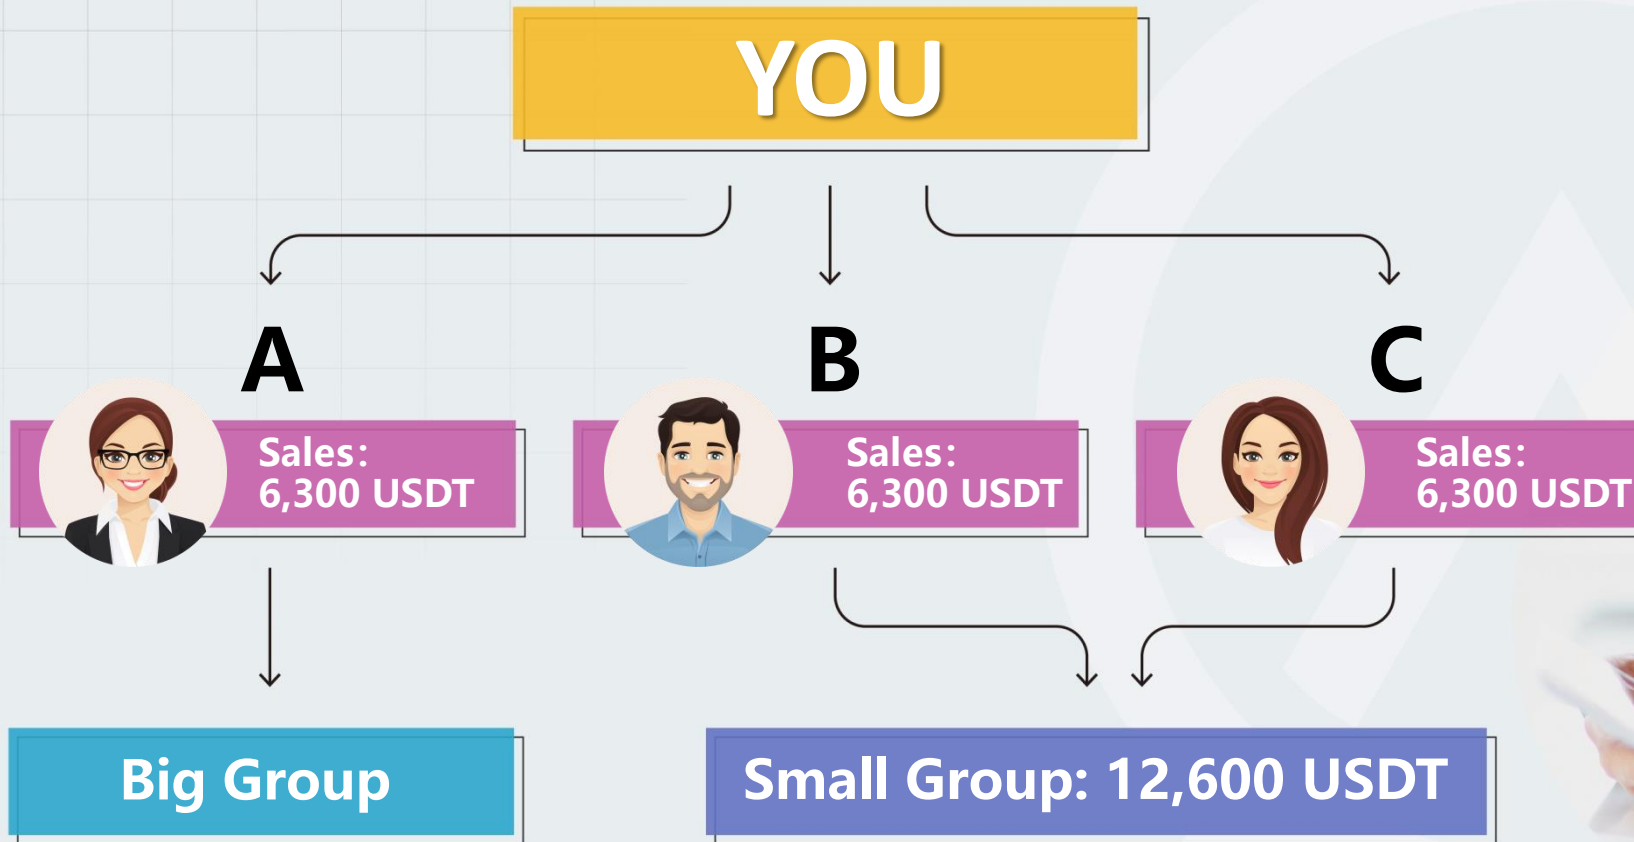 YOU
A
B
C
Sales:
6,300 USDT
Sales:
6,300 USDT
Sales:
6,300 USDT
Big Group
Small Group: 12,600 USDT